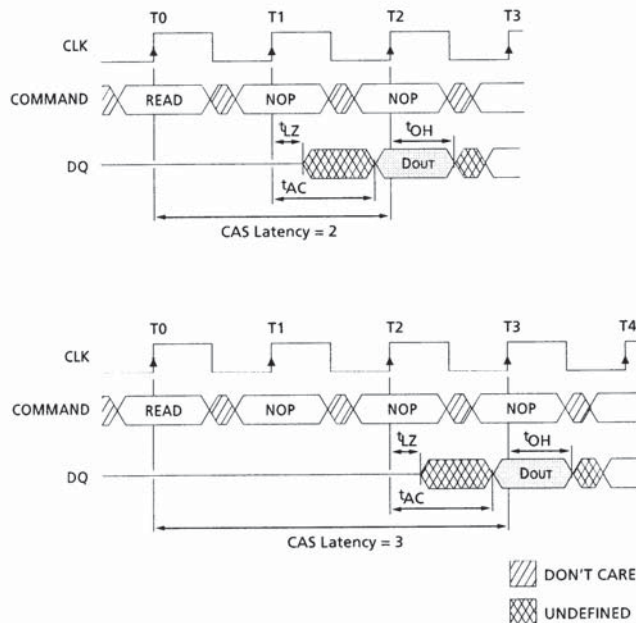 T0 T1 T2 T3
CLK
COMMAND READ NOP NOP
tLZ tOH
DQ DOUT
tAC
CAS Latency = 2
T0 T1 T2 T3 T4
CLK
COMMAND READ NOP NOP NOP
tLZ tOH
DQ DOUT
tAC
CAS Latency = 3
DON'T CARE
UNDEFINED